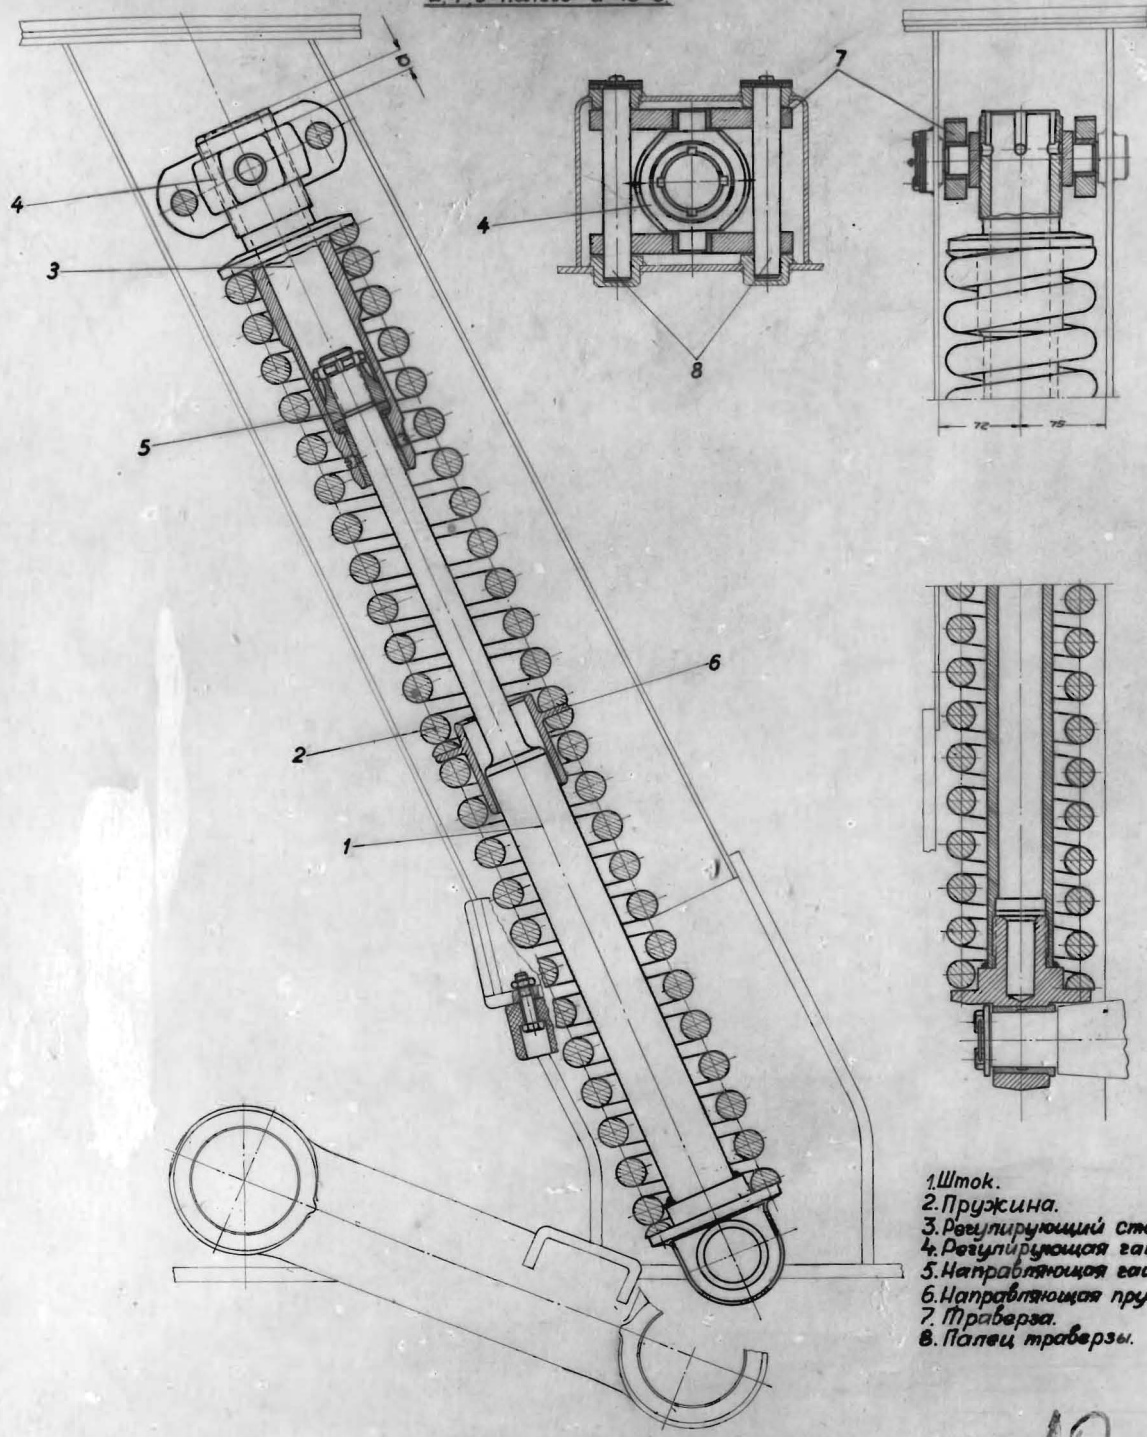 7
4
4
3
8
5
72 75
6
2
1
1. Шток.
2. Пружина.
3. Регулирующий
4. Регулирующая
5. Направляющая
6. Направляющая
7. Траверза.
8. Палец траверзы.